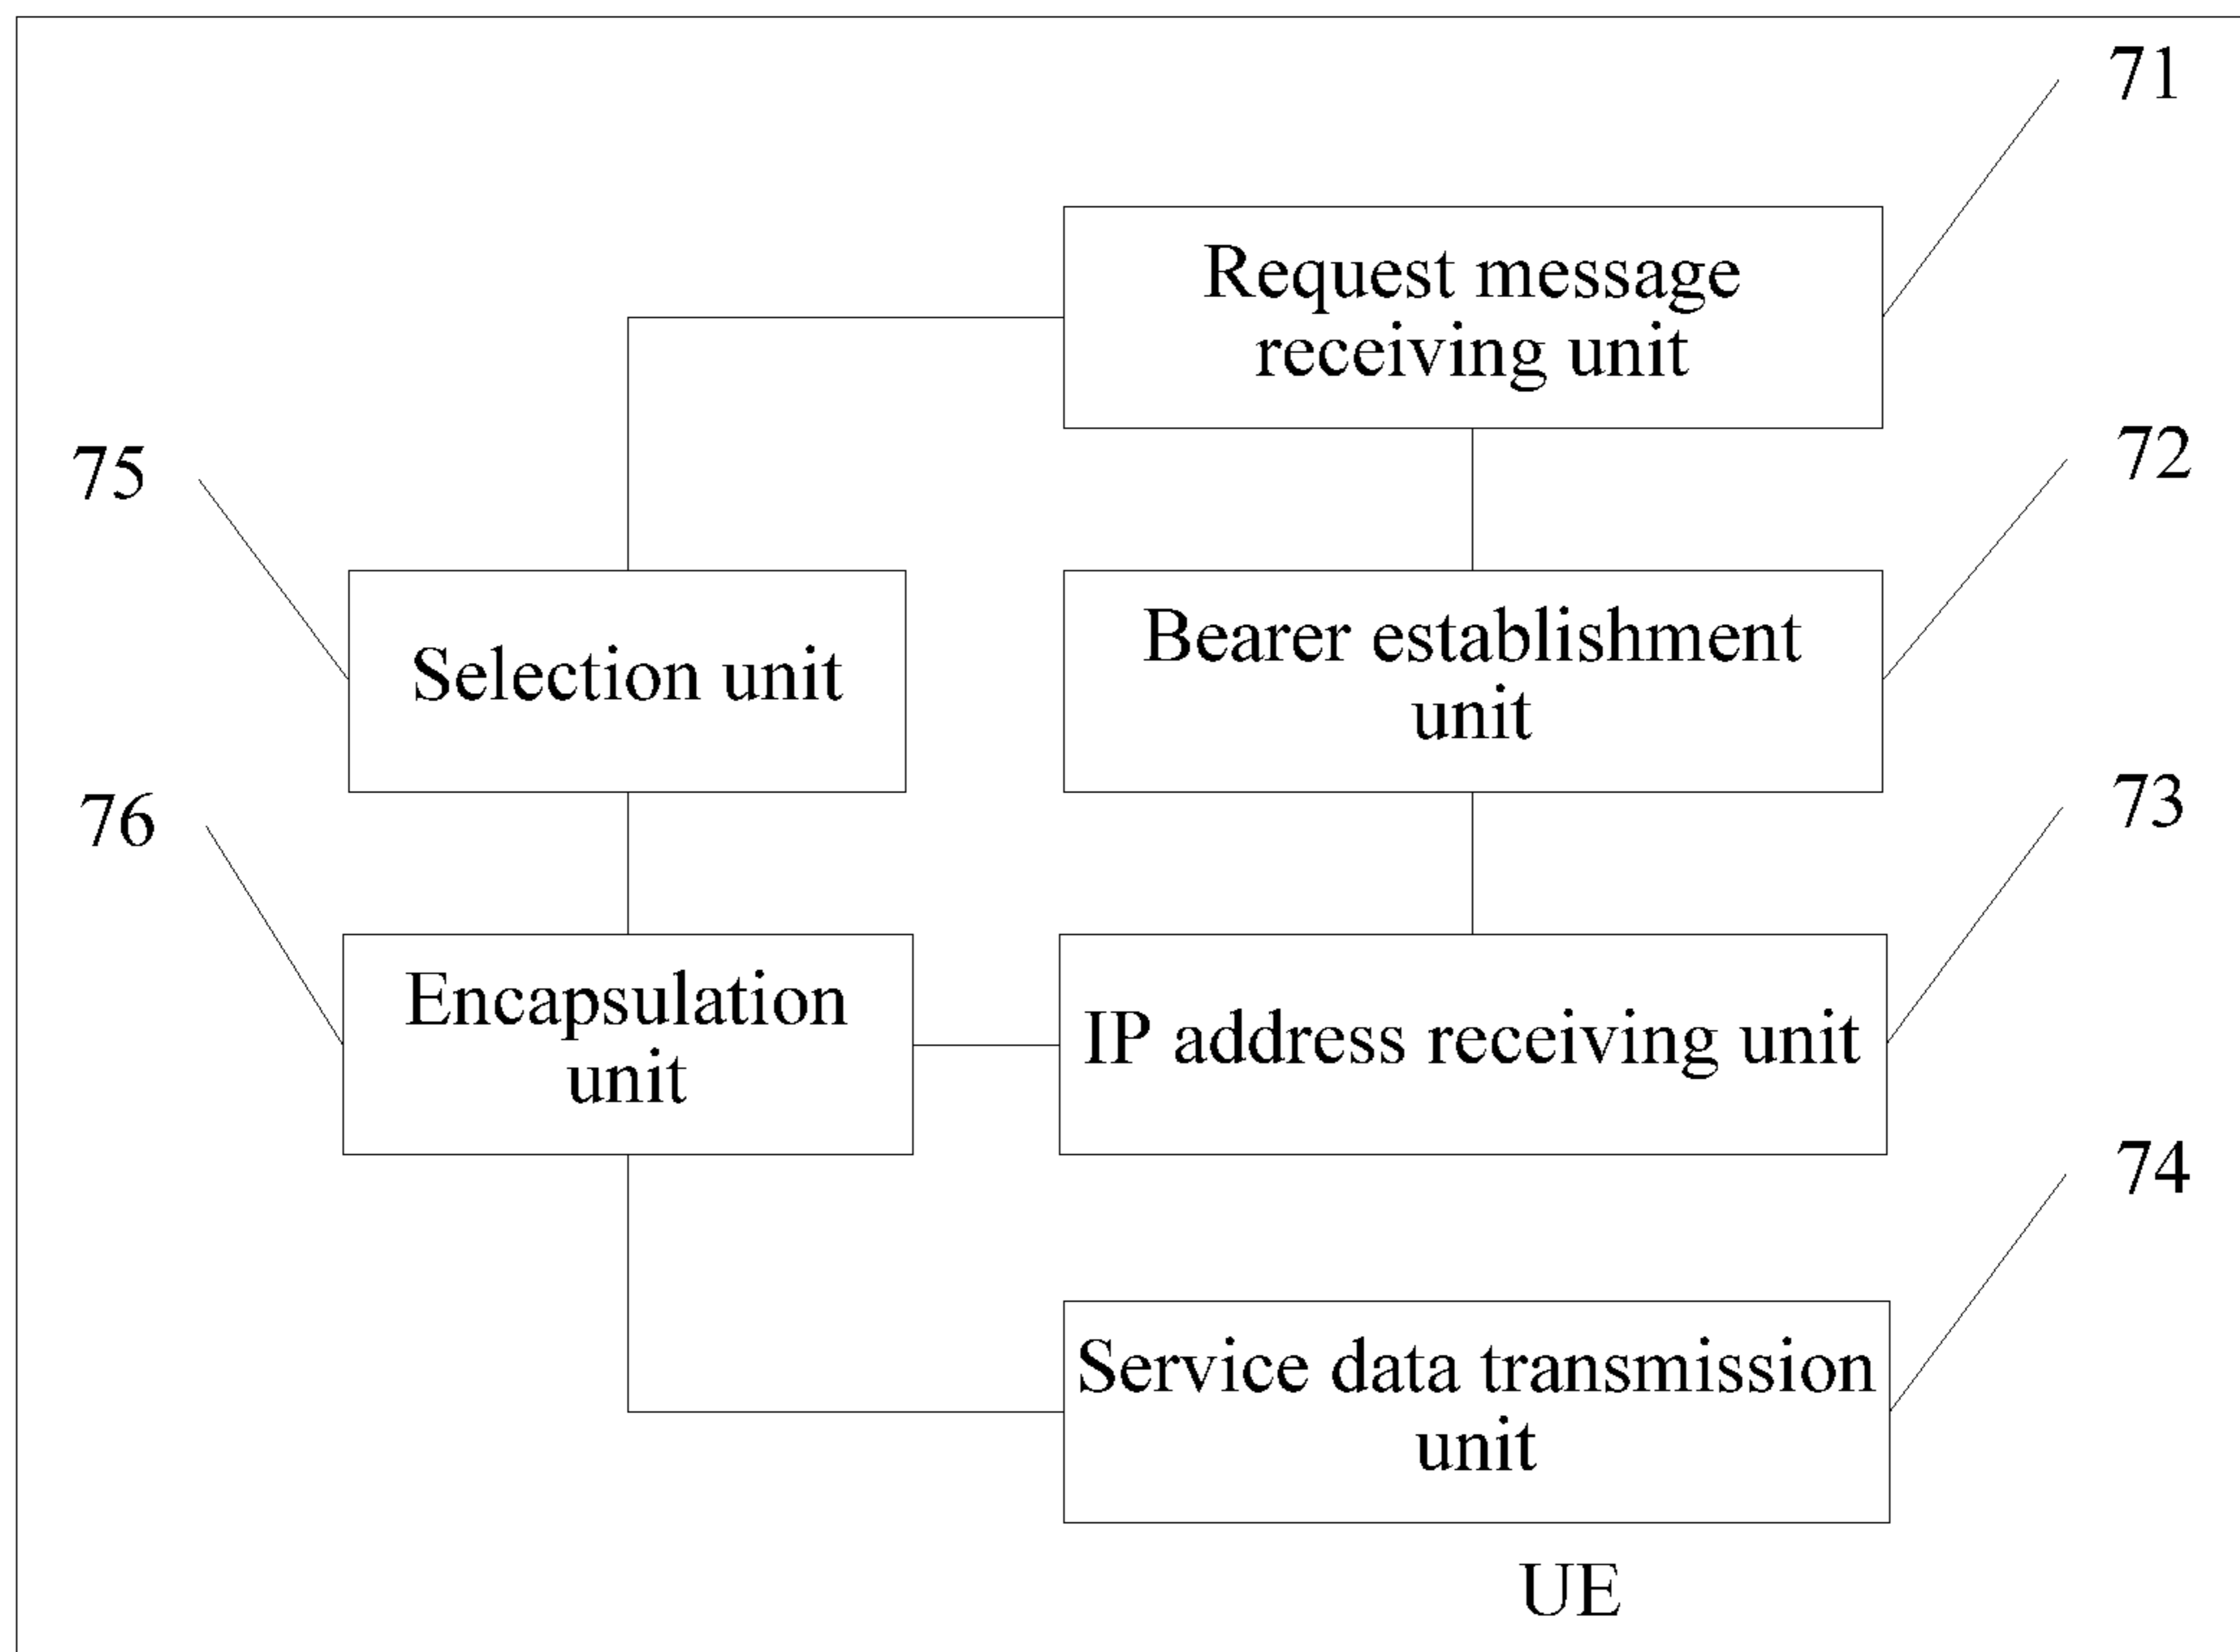 71
Request message
receiving unit
75
72
Selection unit
Bearer establishment
unit
76
73
Encapsulation
unit
IP address receiving unit
74
Service data transmission
unit
UE